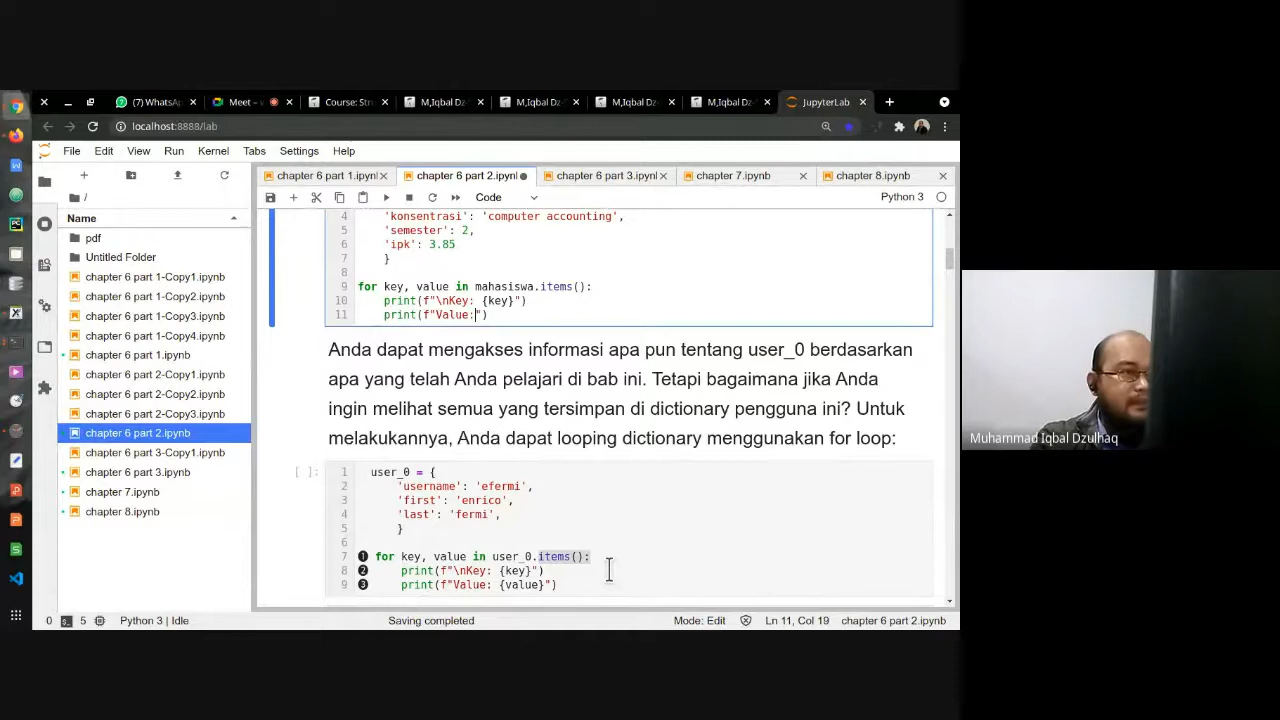 (7) WhatsA
Meet –
Course: Str
M,Iqbal Dz
M,Iqbal Dz
M,Iqbal Dz
M,Iqbal Dz
JupyterLab
localhost:8888/lab
File Edit View Run Kernel Tabs Settings Help
chapter 6 part 1.ipynl
chapter 6 part 2.ipynl
chapter 6 part 3.ipynl
chapter 7.ipynb
chapter 8.ipynb
/
Code
Python 3
Name
pdf
Untitled Folder
chapter 6 part 1-Copy1.ipynb
chapter 6 part 1-Copy2.ipynb
chapter 6 part 1-Copy3.ipynb
chapter 6 part 1-Copy4.ipynb
chapter 6 part 1.ipynb
chapter 6 part 2-Copy1.ipynb
chapter 6 part 2-Copy2.ipynb
chapter 6 part 2-Copy3.ipynb
chapter 6 part 2.ipynb
chapter 6 part 3-Copy1.ipynb
chapter 6 part 3.ipynb
chapter 7.ipynb
chapter 8.ipynb
4 'konsentrasi': 'computer accounting',
5 'semester': 2,
6 'ipk': 3.85
7 }
8
9 for key, value in mahasiswa.items():
10 print(f"\nKey: {key}")
11 print(f"Value:")
Anda dapat mengakses informasi apa pun tentang user_0 berdasarkan
apa yang telah Anda pelajari di bab ini. Tetapi bagaimana jika Anda
ingin melihat semua yang tersimpan di dictionary pengguna ini? Untuk
melakukannya, Anda dapat looping dictionary menggunakan for loop:
[ ]: 1 user_0 = {
2 'username': 'efermi',
3 'first': 'enrico',
4 'last': 'fermi',
5 }
6
7 ❶ for key, value in user_0.items():
8 ❷ print(f"\nKey: {key}")
9 ❸ print(f"Value: {value}")
0 5 Python 3 | Idle Saving completed Mode: Edit Ln 11, Col 19 chapter 6 part 2.ipynb
Muhammad Iqbal Dzulhaq